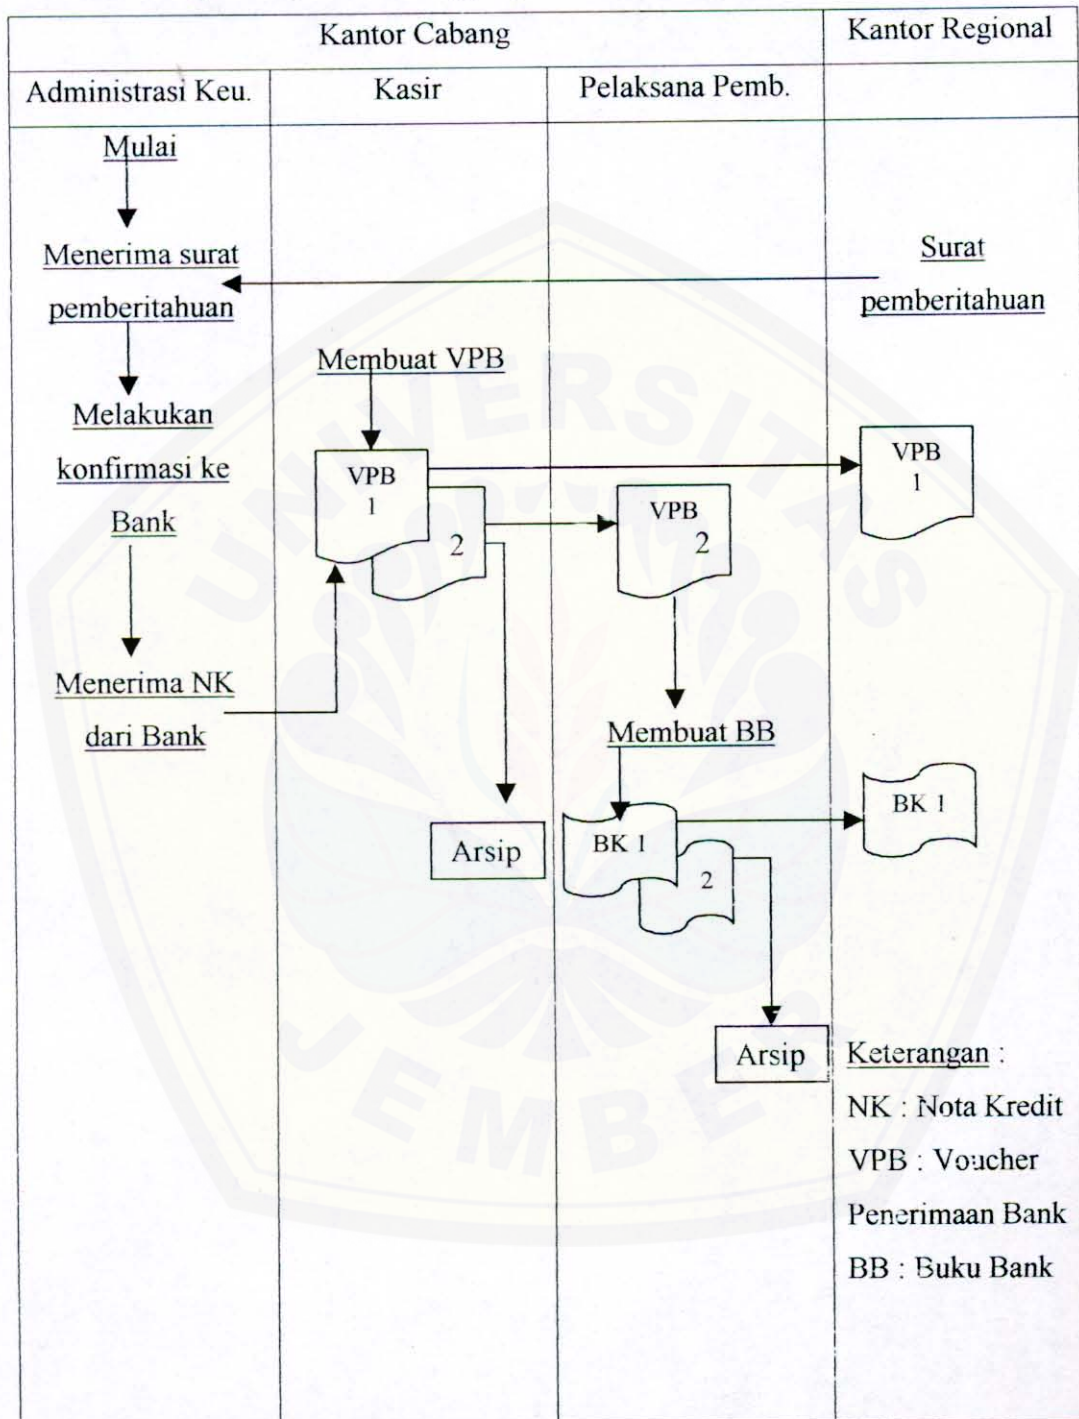 Kantor Cabang
Kantor Regional
Administrasi Keu.
Kasir
Pelaksana Pemb.
Mulai
Menerima surat
pemberitahuan
Surat
pemberitahuan
Melakukan
konfirmasi ke
Bank
Menerima NK
dari Bank
Membuat VPB
VPB
1
2
Arsip
VPB
2
Membuat BB
BK 1
2
Arsip
VPB
1
BK 1
Keterangan :
NK : Nota Kredit
VPB : Voucher
Penerimaan Bank
BB : Buku Bank
UNIVERSITAS
JEMBER